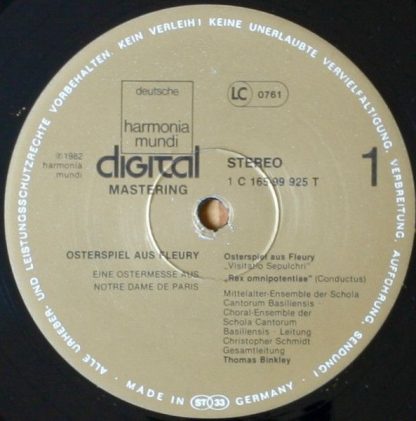 ALLE URHEBER- UND LEISTUNGSSCHUTZRECHTE VORBEHALTEN. KEIN VERLEIH! KEINE UNERLAUBTE VERVIELFÄLTIGUNG, VERBREITUNG, AUFFÜHRUNG, SENDUNG!
deutsche
harmonia
mundi
LC 0761
℗1982
harmonia
mundi
digital
MASTERING
STEREO
1 C 165-99 925 T
1
OSTERSPIEL AUS FLEURY
EINE OSTERMESSE AUS
NOTRE DAME DE PARIS
Osterspiel aus Fleury
„Visitatio Sepulchri"
„Rex omnipotentiae" (Conductus)
Mittelalter-Ensemble der Schola
Cantorum Basiliensis
Choral-Ensemble der
Schola Cantorum
Basiliensis - Leitung
Christopher Schmidt
Gesamtleitung
Thomas Binkley
MADE IN GERMANY
ST 33